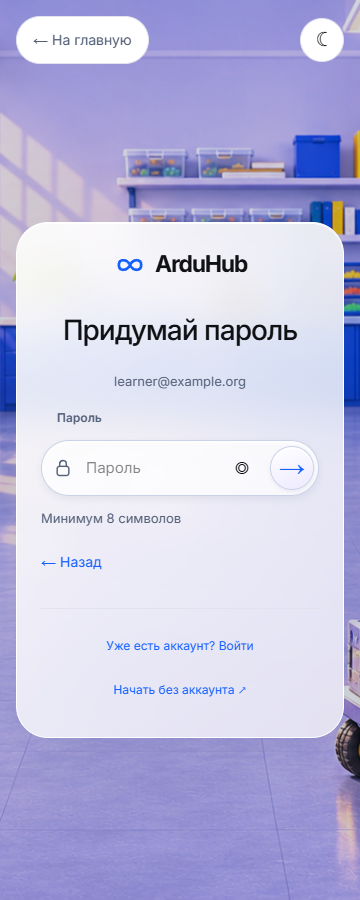 ← На главную
ArduHub
Придумай пароль
learner@example.org
Пароль
Пароль
Минимум 8 символов
← Назад
Уже есть аккаунт? Войти
Начать без аккаунта ↗